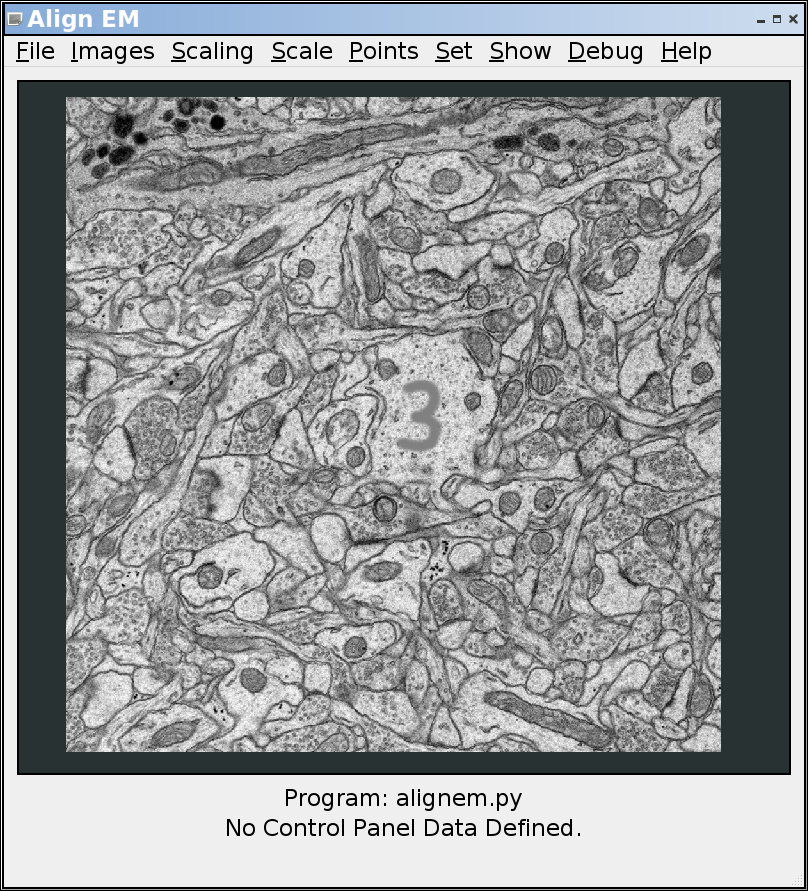 Align EM
File Images Scaling Scale Points Set Show Debug Help
3
Program: alignem.py
No Control Panel Data Defined.